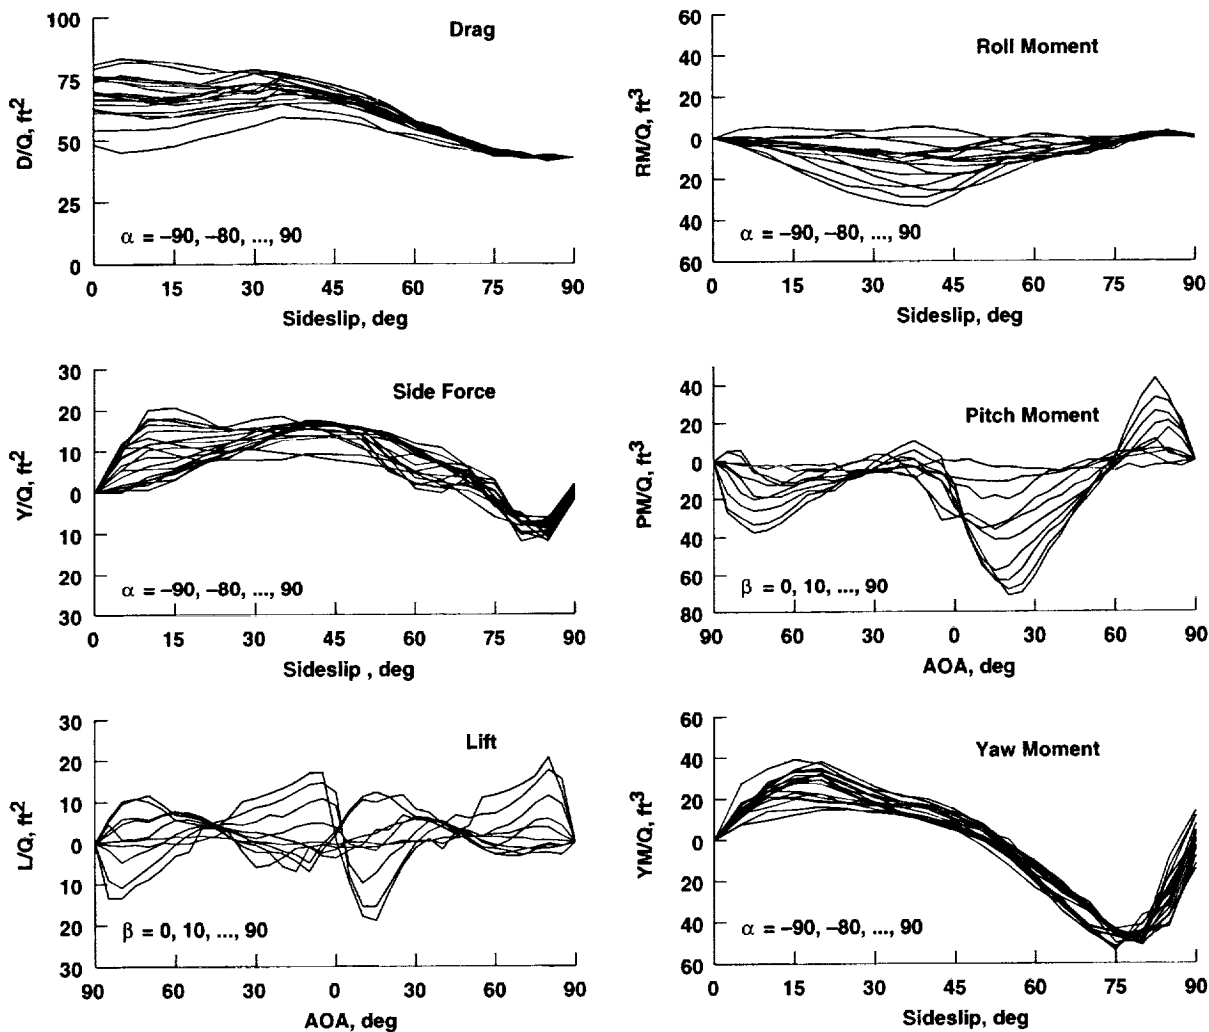 Drag
D/Q, ft2
100
75
50
25
0
α = –90, –80, ..., 90
0 15 30 45 60 75 90
Sideslip, deg
Roll Moment
RM/Q, ft3
60
40
20
0
20
40
60
α = –90, –80, ..., 90
0 15 30 45 60 75 90
Sideslip, deg
Side Force
Y/Q, ft2
30
20
10
0
10
20
30
α = –90, –80, ..., 90
0 15 30 45 60 75 90
Sideslip , deg
Pitch Moment
PM/Q, ft3
40
20
0
20
40
60
80
β = 0, 10, ..., 90
90 60 30 0 30 60 90
AOA, deg
Lift
L/Q, ft2
30
20
10
0
10
20
30
β = 0, 10, ..., 90
90 60 30 0 30 60 90
AOA, deg
Yaw Moment
YM/Q, ft3
60
40
20
0
20
40
60
α = –90, –80, ..., 90
0 15 30 45 60 75 90
Sideslip, deg